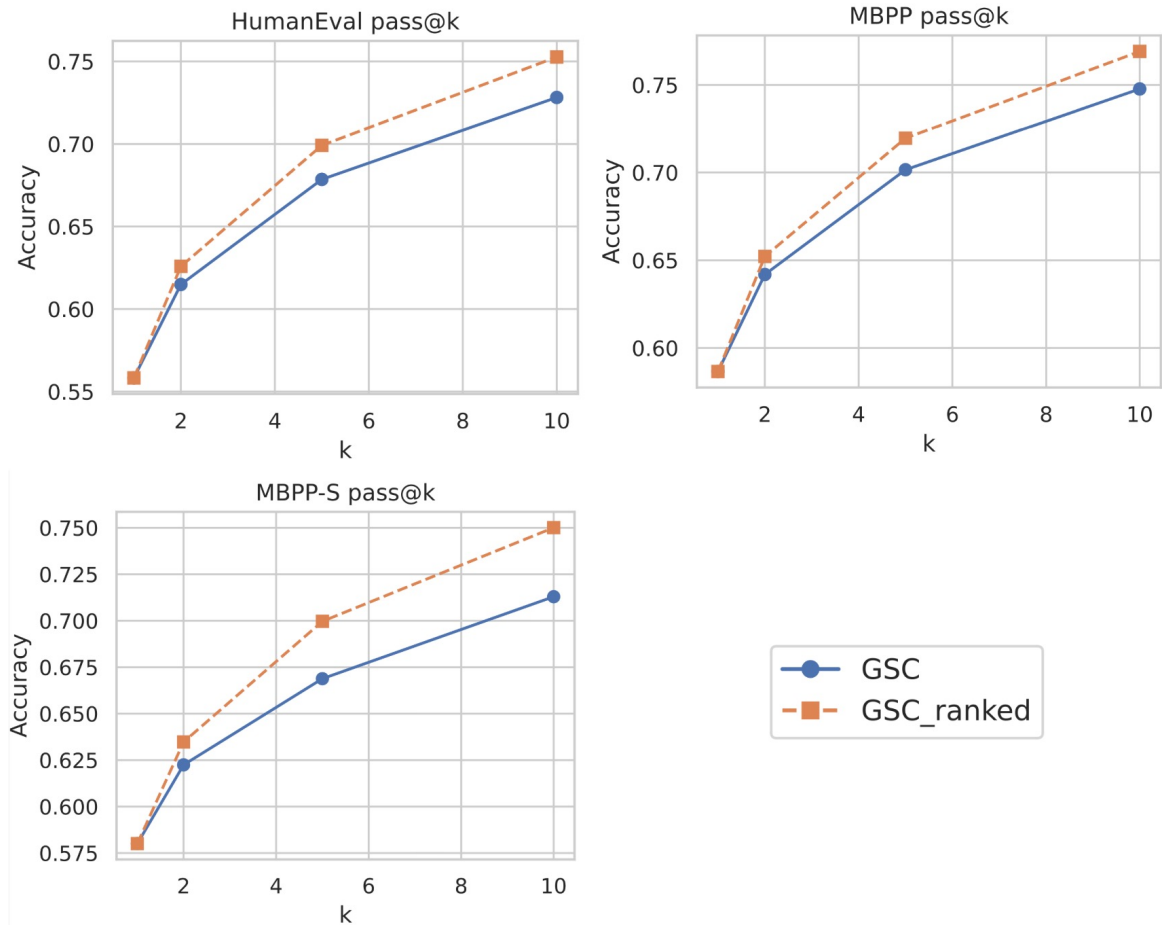 HumanEval pass@k
0.75
0.70
0.65
0.60
0.55
Accuracy
2 4 6 8 10
k
MBPP pass@k
0.75
0.70
0.65
0.60
Accuracy
2 4 6 8 10
k
MBPP-S pass@k
0.750
0.725
0.700
0.675
0.650
0.625
0.600
0.575
Accuracy
2 4 6 8 10
k
GSC
GSC_ranked